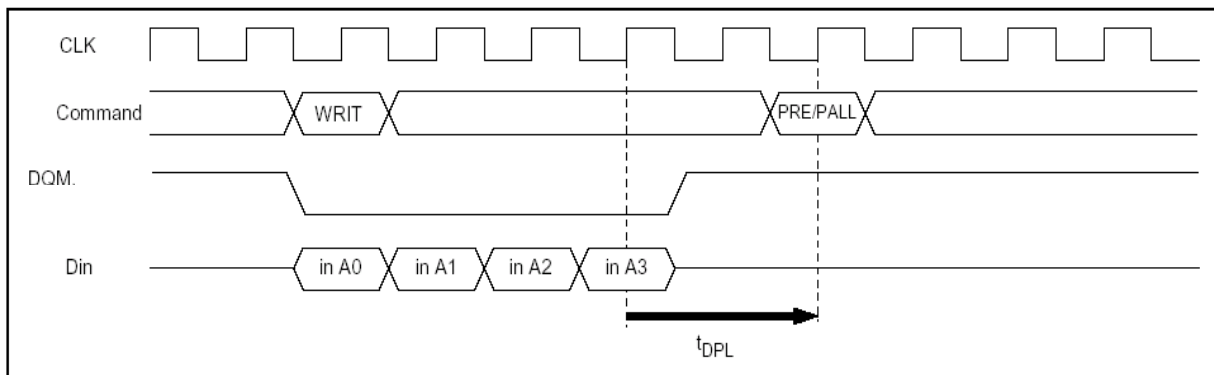 CLK
Command
WRIT
PRE/PALL
DQM.
Din
in A0
in A1
in A2
in A3
tDPL